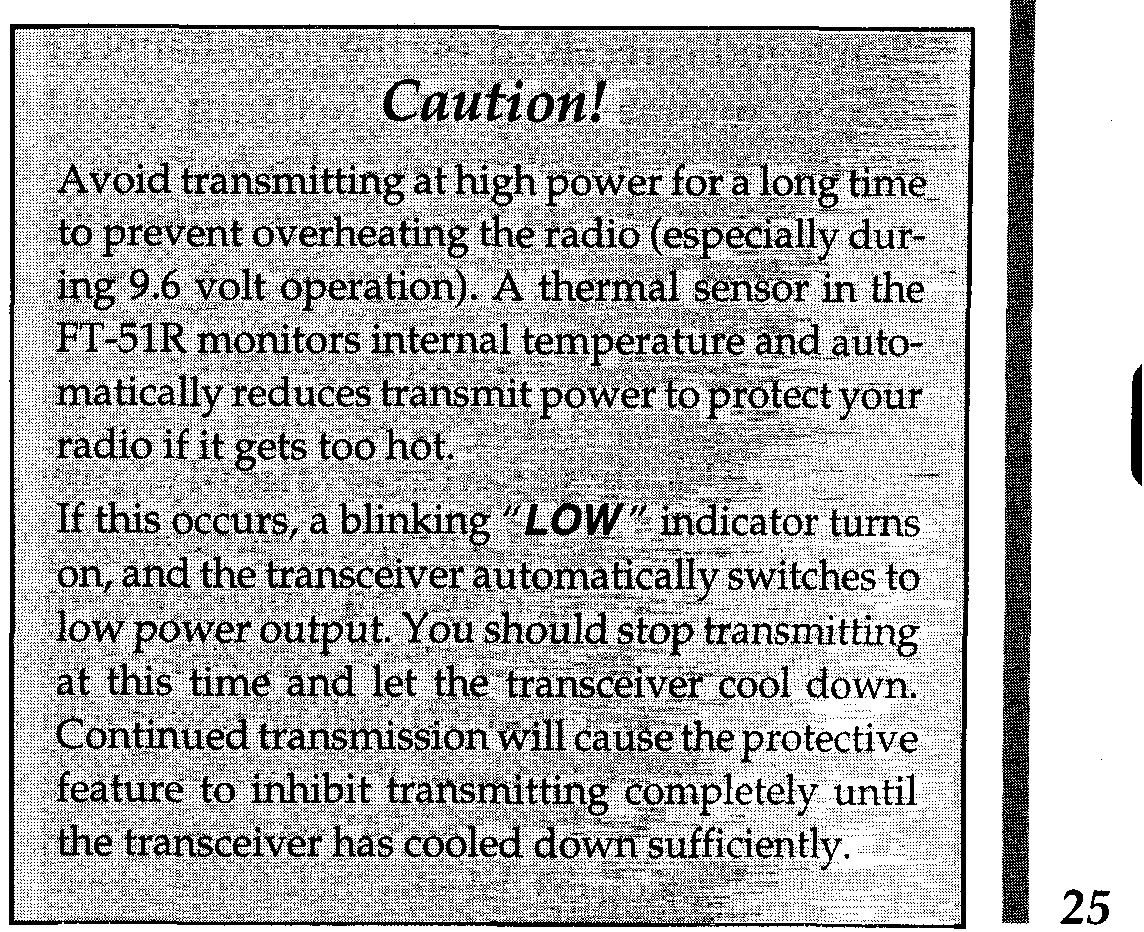 Caution!
Avoid transmitting at high power for a long time
to prevent overheating the radio (especially dur-
ing 9.6 volt operation). A thermal sensor in the
FT-51R monitors internal temperature and auto-
matically reduces transmit power to protect your
radio if it gets too hot.
If this occurs, a blinking "LOW" indicator turns
on, and the transceiver automatically switches to
low power output. You should stop transmitting
at this time and let the transceiver cool down.
Continued transmission will cause the protective
feature to inhibit transmitting completely until
the transceiver has cooled down sufficiently.
25